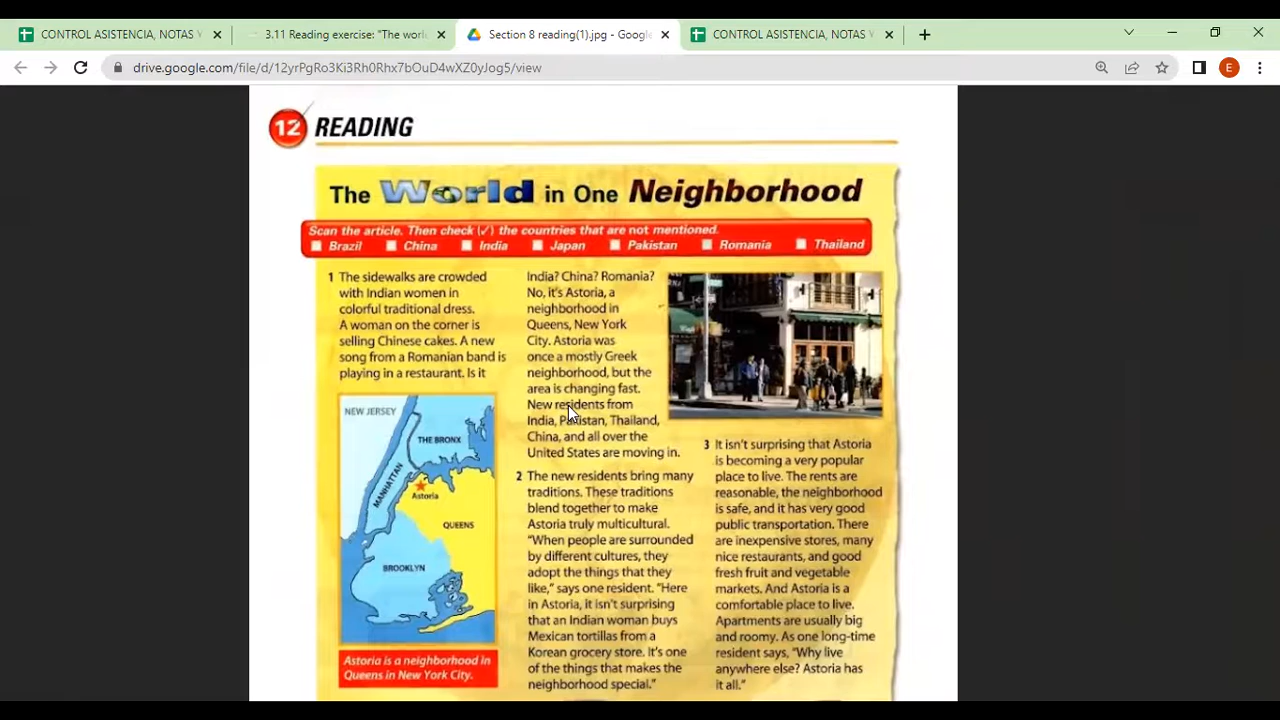 CONTROL ASISTENCIA, NOTAS
3.11 Reading exercise: "The worl
Section 8 reading(1).jpg - Google
CONTROL ASISTENCIA, NOTAS
drive.google.com/file/d/12yrPgRo3Ki3Rh0Rhx7bOuD4wXZ0yJog5/view
E
12 READING
The World in One Neighborhood
Scan the article. Then check (✓) the countries that are not mentioned.
Brazil China India Japan Pakistan Romania Thailand
1 The sidewalks are crowded
with Indian women in
colorful traditional dress.
A woman on the corner is
selling Chinese cakes. A new
song from a Romanian band is
playing in a restaurant. Is it
NEW JERSEY
THE BRONX
MANHATTAN
Astoria
QUEENS
BROOKLYN
Astoria is a neighborhood in
Queens in New York City.
India? China? Romania?
No, it's Astoria, a
neighborhood in
Queens, New York
City. Astoria was
once a mostly Greek
neighborhood, but the
area is changing fast.
New residents from
India, Pakistan, Thailand,
China, and all over the
United States are moving in.
2 The new residents bring many
traditions. These traditions
blend together to make
Astoria truly multicultural.
"When people are surrounded
by different cultures, they
adopt the things that they
like," says one resident. "Here
in Astoria, it isn't surprising
that an Indian woman buys
Mexican tortillas from a
Korean grocery store. It's one
of the things that makes the
neighborhood special."
3 It isn't surprising that Astoria
is becoming a very popular
place to live. The rents are
reasonable, the neighborhood
is safe, and it has very good
public transportation. There
are inexpensive stores, many
nice restaurants, and good
fresh fruit and vegetable
markets. And Astoria is a
comfortable place to live.
Apartments are usually big
and roomy. As one long-time
resident says, "Why live
anywhere else? Astoria has
it all."